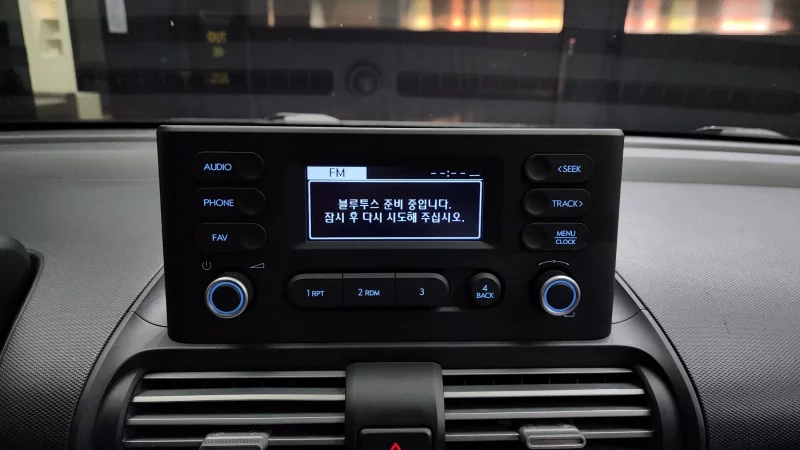 AUDIO
PHONE
FAV
FM --:-- --
블루투스 준비 중입니다.
잠시 후 다시 시도해 주십시오.
<SEEK
TRACK>
MENU
CLOCK
1 RPT
2 RDM
3
4
BACK